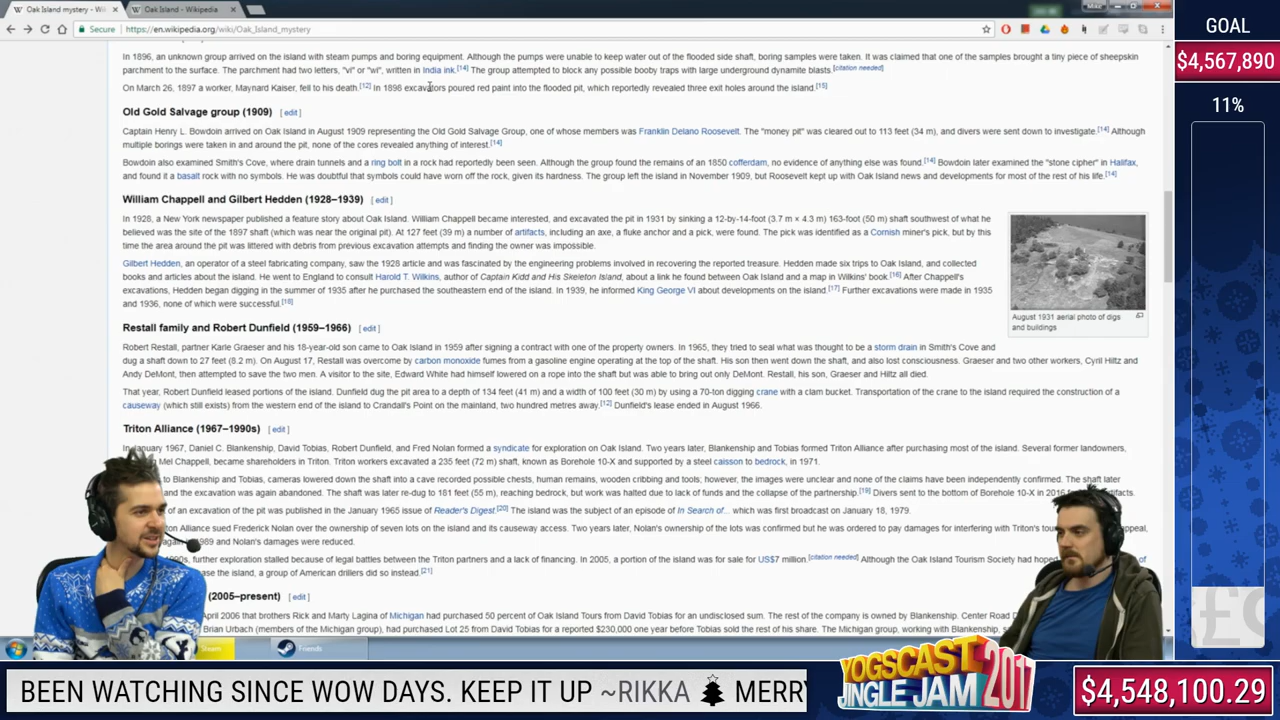 Oak Island mystery - Wi
Oak Island - Wikipedia
Mike
Secure
https://en.wikipedia.org/wiki/Oak_Island_mystery
In 1896, an unknown group arrived on the island with steam pumps and boring equipment. Although the pumps were unable to keep water out of the flooded side shaft, boring samples were taken. It was claimed that one of the samples brought a tiny piece of sheepskin
parchment to the surface. The parchment had two letters, "vi" or "wi", written in India ink.[14] The group attempted to block any possible booby traps with large underground dynamite blasts.[citation needed]
On March 26, 1897 a worker, Maynard Kaiser, fell to his death.[12] In 1898 excavators poured red paint into the flooded pit, which reportedly revealed three exit holes around the island.[15]
Old Gold Salvage group (1909) [ edit ]
Captain Henry L. Bowdoin arrived on Oak Island in August 1909 representing the Old Gold Salvage Group, one of whose members was Franklin Delano Roosevelt. The "money pit" was cleared out to 113 feet (34 m), and divers were sent down to investigate.[14] Although
multiple borings were taken in and around the pit, none of the cores revealed anything of interest.[14]
Bowdoin also examined Smith's Cove, where drain tunnels and a ring bolt in a rock had reportedly been seen. Although the group found the remains of an 1850 cofferdam, no evidence of anything else was found.[14] Bowdoin later examined the "stone cipher" in Halifax,
and found it a basalt rock with no symbols. He was doubtful that symbols could have worn off the rock, given its hardness. The group left the island in November 1909, but Roosevelt kept up with Oak Island news and developments for most of the rest of his life.[14]
William Chappell and Gilbert Hedden (1928–1939) [ edit ]
In 1928, a New York newspaper published a feature story about Oak Island. William Chappell became interested, and excavated the pit in 1931 by sinking a 12-by-14-foot (3.7 m × 4.3 m) 163-foot (50 m) shaft southwest of what he
believed was the site of the 1897 shaft (which was near the original pit). At 127 feet (39 m) a number of artifacts, including an axe, a fluke anchor and a pick, were found. The pick was identified as a Cornish miner's pick, but by this
time the area around the pit was littered with debris from previous excavation attempts and finding the owner was impossible.
Gilbert Hedden, an operator of a steel fabricating company, saw the 1928 article and was fascinated by the engineering problems involved in recovering the reported treasure. Hedden made six trips to Oak Island, and collected
books and articles about the island. He went to England to consult Harold T. Wilkins, author of Captain Kidd and His Skeleton Island, about a link he found between Oak Island and a map in Wilkins' book.[16] After Chappell's
excavations, Hedden began digging in the summer of 1935 after he purchased the southeastern end of the island. In 1939, he informed King George VI about developments on the island.[17] Further excavations were made in 1935
and 1936, none of which were successful.[18]
August 1931 aerial photo of digs
and buildings
Restall family and Robert Dunfield (1959–1966) [ edit ]
Robert Restall, partner Karle Graeser and his 18-year-old son came to Oak Island in 1959 after signing a contract with one of the property owners. In 1965, they tried to seal what was thought to be a storm drain in Smith's Cove and
dug a shaft down to 27 feet (8.2 m). On August 17, Restall was overcome by carbon monoxide fumes from a gasoline engine operating at the top of the shaft. His son then went down the shaft, and also lost consciousness. Graeser and two other workers, Cyril Hiltz and
Andy DeMont, then attempted to save the two men. A visitor to the site, Edward White had himself lowered on a rope into the shaft but was able to bring out only DeMont. Restall, his son, Graeser and Hiltz all died.
That year, Robert Dunfield leased portions of the island. Dunfield dug the pit area to a depth of 134 feet (41 m) and a width of 100 feet (30 m) by using a 70-ton digging crane with a clam bucket. Transportation of the crane to the island required the construction of a
causeway (which still exists) from the western end of the island to Crandall's Point on the mainland, two hundred metres away.[12] Dunfield's lease ended in August 1966.
Triton Alliance (1967–1990s) [ edit ]
In January 1967, Daniel C. Blankenship, David Tobias, Robert Dunfield, and Fred Nolan formed a syndicate for exploration on Oak Island. Two years later, Blankenship and Tobias formed Triton Alliance after purchasing most of the island. Several former landowners,
Mel Chappell, became shareholders in Triton. Triton workers excavated a 235 feet (72 m) shaft, known as Borehole 10-X and supported by a steel caisson to bedrock, in 1971.
to Blankenship and Tobias, cameras lowered down the shaft into a cave recorded possible chests, human remains, wooden cribbing and tools; however, the images were unclear and none of the claims have been independently confirmed. The shaft later
and the excavation was again abandoned. The shaft was later re-dug to 181 feet (55 m), reaching bedrock, but work was halted due to lack of funds and the collapse of the partnership.[19] Divers sent to the bottom of Borehole 10-X in 2016 artifacts.
of an excavation of the pit was published in the January 1965 issue of Reader's Digest.[20] The island was the subject of an episode of In Search of... which was first broadcast on January 18, 1979.
Alliance sued Frederick Nolan over the ownership of seven lots on the island and its causeway access. Two years later, Nolan's ownership of the lots was confirmed but he was ordered to pay damages for interfering with Triton's appeal,
1989 and Nolan's damages were reduced.
further exploration stalled because of legal battles between the Triton partners and a lack of financing. In 2005, a portion of the island was for sale for US$7 million.[citation needed] Although the Oak Island Tourism Society had hoped of
the island, a group of American drillers did so instead.[21]
(2005–present) [ edit ]
April 2006 that brothers Rick and Marty Lagina of Michigan had purchased 50 percent of Oak Island Tours from David Tobias for an undisclosed sum. The rest of the company is owned by Blankenship. Center Road
Brian Urbach (members of the Michigan group), had purchased Lot 25 from David Tobias for a reported $230,000 one year before Tobias sold the rest of his share. The Michigan group, working with Blankenship,
Steam
Friends
GOAL
$4,567,890
11%
£
BEEN WATCHING SINCE WOW DAYS. KEEP IT UP ~RIKKA MERRY
YOGSCAST
JINGLE JAM 2017
$4,548,100.29